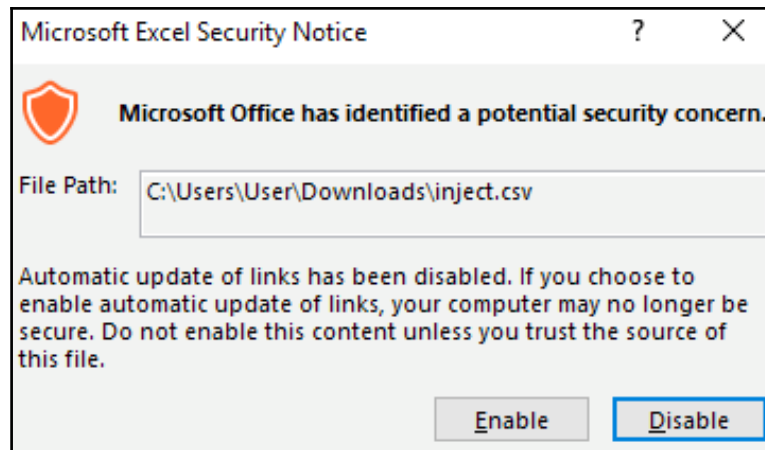 Microsoft Excel Security Notice ? X
Microsoft Office has identified a potential security concern.
File Path: C:\Users\User\Downloads\inject.csv
Automatic update of links has been disabled. If you choose to
enable automatic update of links, your computer may no longer be
secure. Do not enable this content unless you trust the source of
this file.
Enable Disable